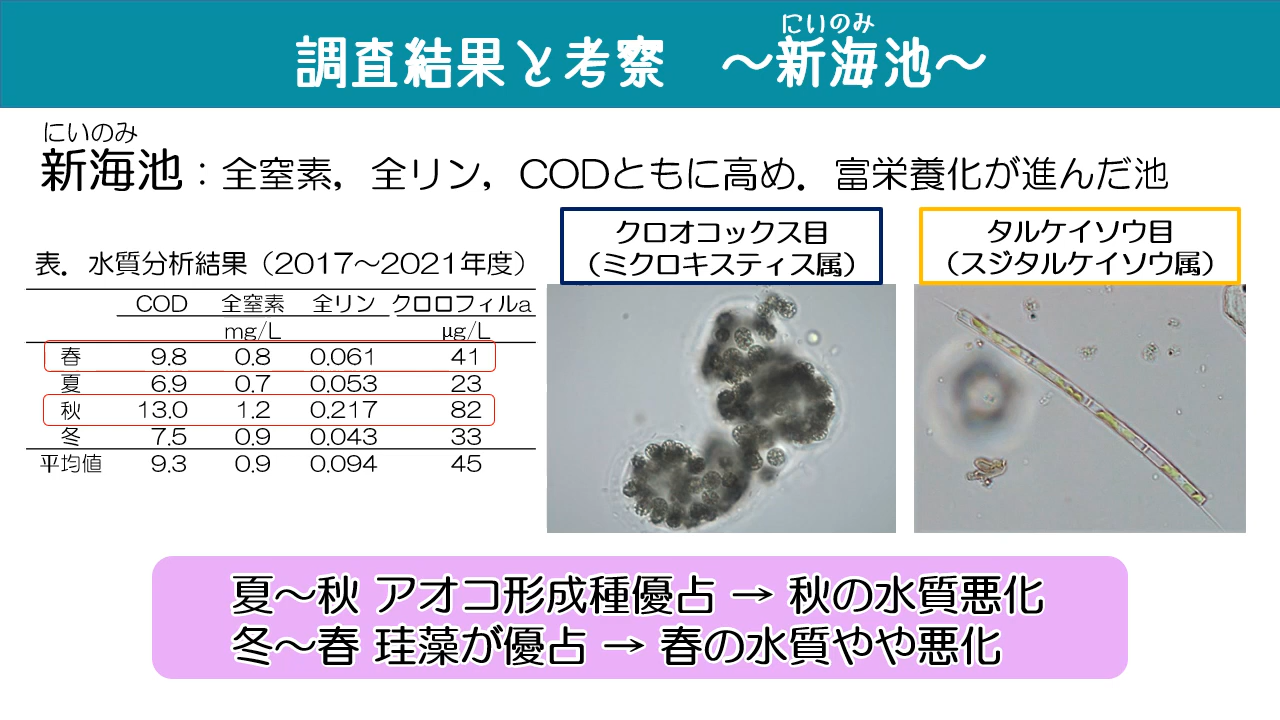 にいのみ
調査結果と考察　～新海池～
にいのみ
新海池：全窒素，全リン，CODともに高め．富栄養化が進んだ池
表．水質分析結果（2017～2021年度）
COD 全窒素 全リン クロロフィルa
mg/L μg/L
春 9.8 0.8 0.061 41
夏 6.9 0.7 0.053 23
秋 13.0 1.2 0.217 82
冬 7.5 0.9 0.043 33
平均値 9.3 0.9 0.094 45
クロオコックス目
（ミクロキスティス属）
タルケイソウ目
（スジタルケイソウ属）
夏～秋 アオコ形成種優占 → 秋の水質悪化
冬～春 珪藻が優占 → 春の水質やや悪化